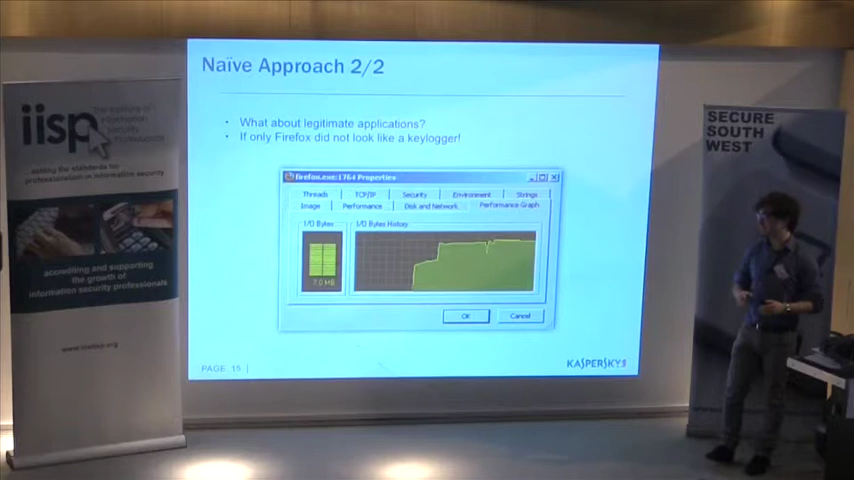 iisp
The Institute of
Information
Security
Professionals
...setting the standards for
professionalism in information security
accrediting and supporting
the growth of
information security professionals
www.iisp.org
Naïve Approach 2/2
• What about legitimate applications?
• If only Firefox did not look like a keylogger!
firefox.exe:1764 Properties
Threads TCP/IP Security Environment Strings
Image Performance Disk and Network Performance Graph
I/O Bytes I/O Bytes History
7.0 MB
OK Cancel
PAGE 15 |
KASPERSKY
SECURE
SOUTH
WEST